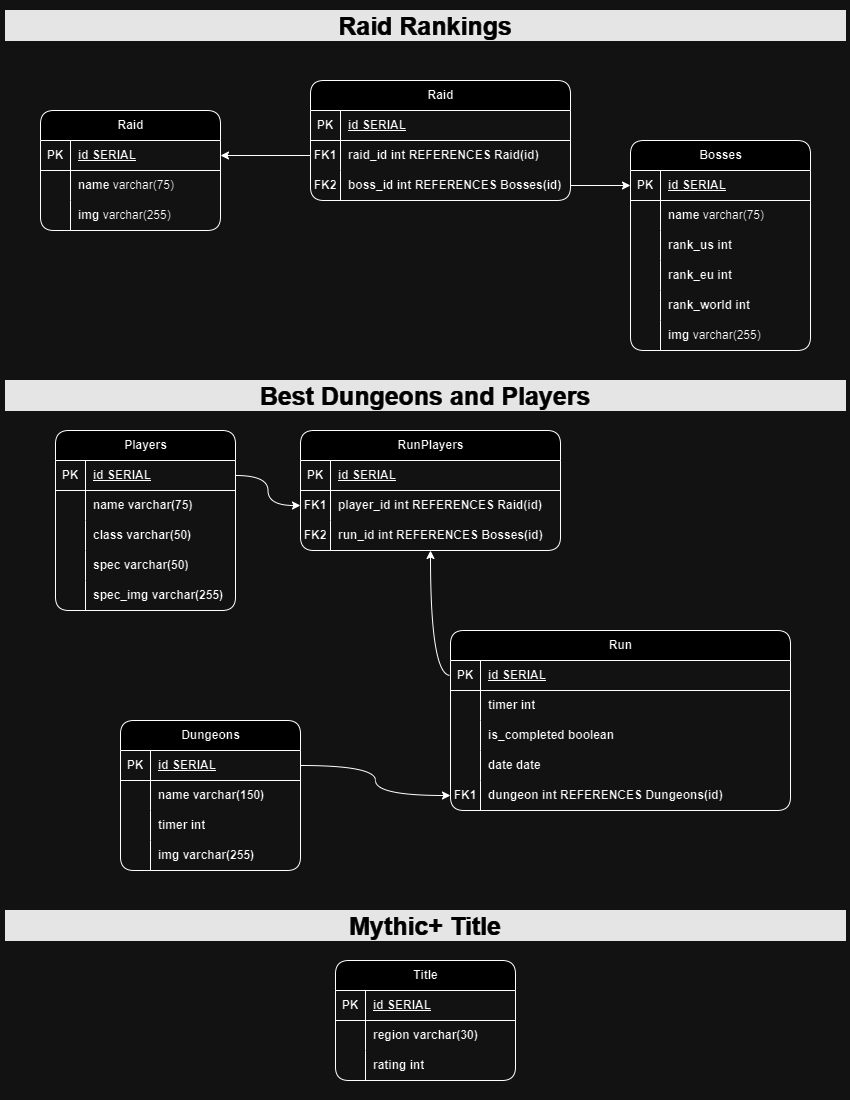 Raid Rankings
Raid
PK id SERIAL
name varchar(75)
img varchar(255)
Raid
PK id SERIAL
FK1 raid_id int REFERENCES Raid(id)
FK2 boss_id int REFERENCES Bosses(id)
Bosses
PK id SERIAL
name varchar(75)
rank_us int
rank_eu int
rank_world int
img varchar(255)
Best Dungeons and Players
Players
PK id SERIAL
name varchar(75)
class varchar(50)
spec varchar(50)
spec_img varchar(255)
RunPlayers
PK id SERIAL
FK1 player_id int REFERENCES Raid(id)
FK2 run_id int REFERENCES Bosses(id)
Run
PK id SERIAL
timer int
is_completed boolean
date date
FK1 dungeon int REFERENCES Dungeons(id)
Dungeons
PK id SERIAL
name varchar(150)
timer int
img varchar(255)
Mythic+ Title
Title
PK id SERIAL
region varchar(30)
rating int